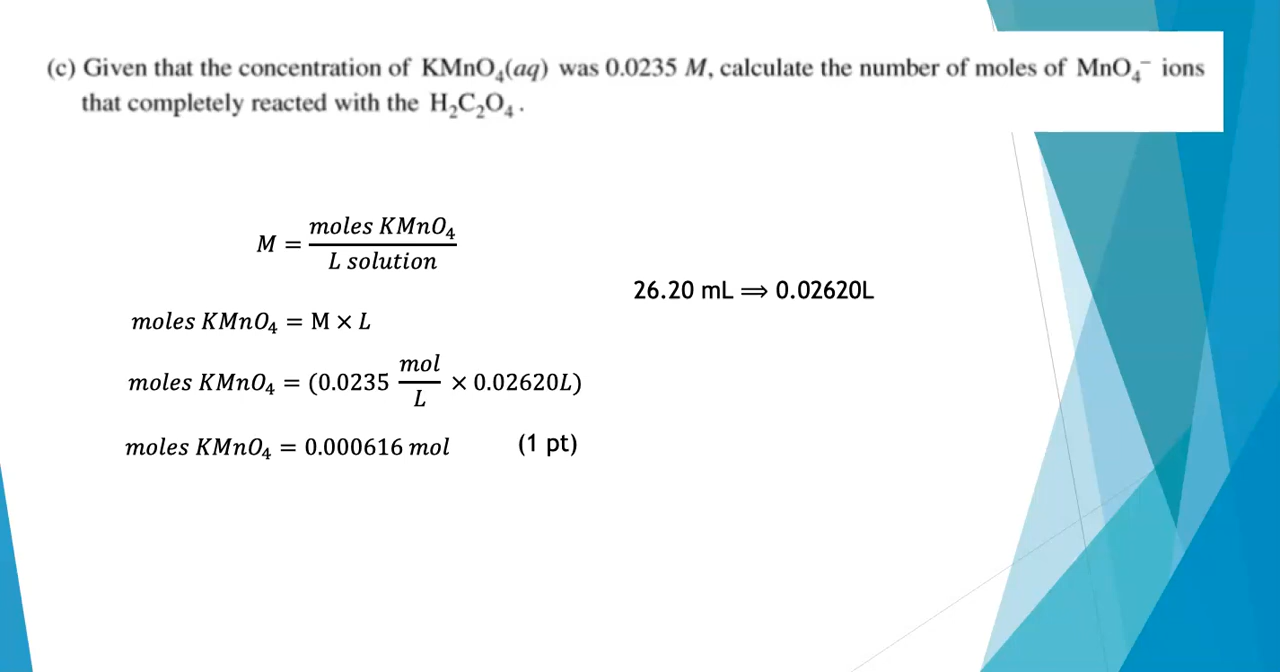 (c) Given that the concentration of KMnO₄(aq) was 0.0235 M, calculate the number of moles of MnO₄⁻ ions
that completely reacted with the H₂C₂O₄.
M = moles KMnO₄ / L solution
26.20 mL ⟹ 0.02620L
moles KMnO₄ = M × L
moles KMnO₄ = (0.0235 mol/L × 0.02620L)
moles KMnO₄ = 0.000616 mol (1 pt)